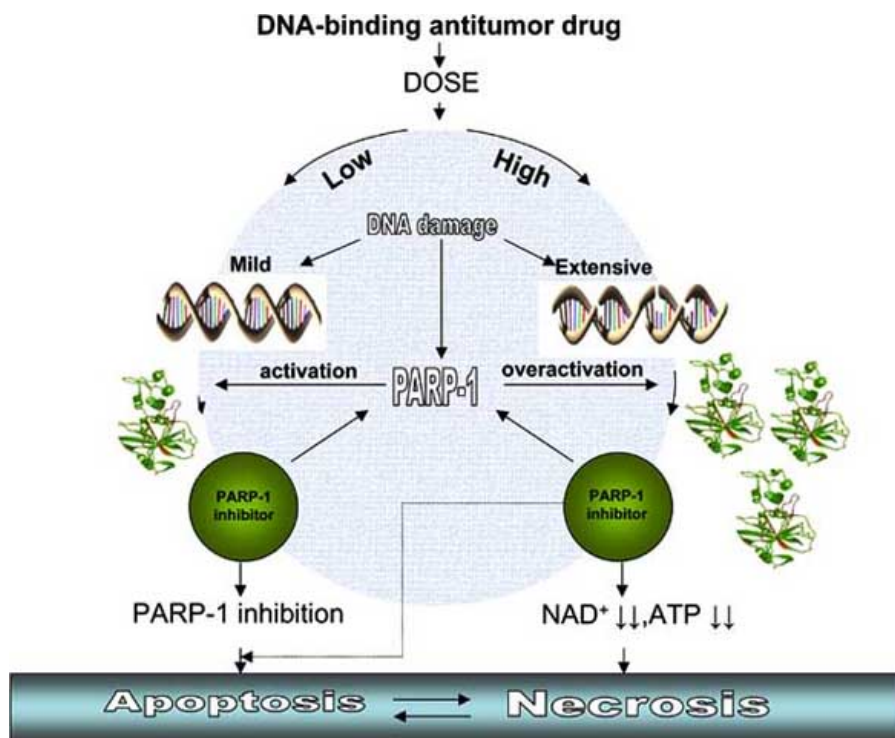 DNA-binding antitumor drug
DOSE
Low
High
DNA damage
Mild
Extensive
activation
PARP-1
overactivation
PARP-1
inhibitor
PARP-1
inhibitor
PARP-1 inhibition
NAD⁺ ↓↓,ATP ↓↓
Apoptosis
Necrosis